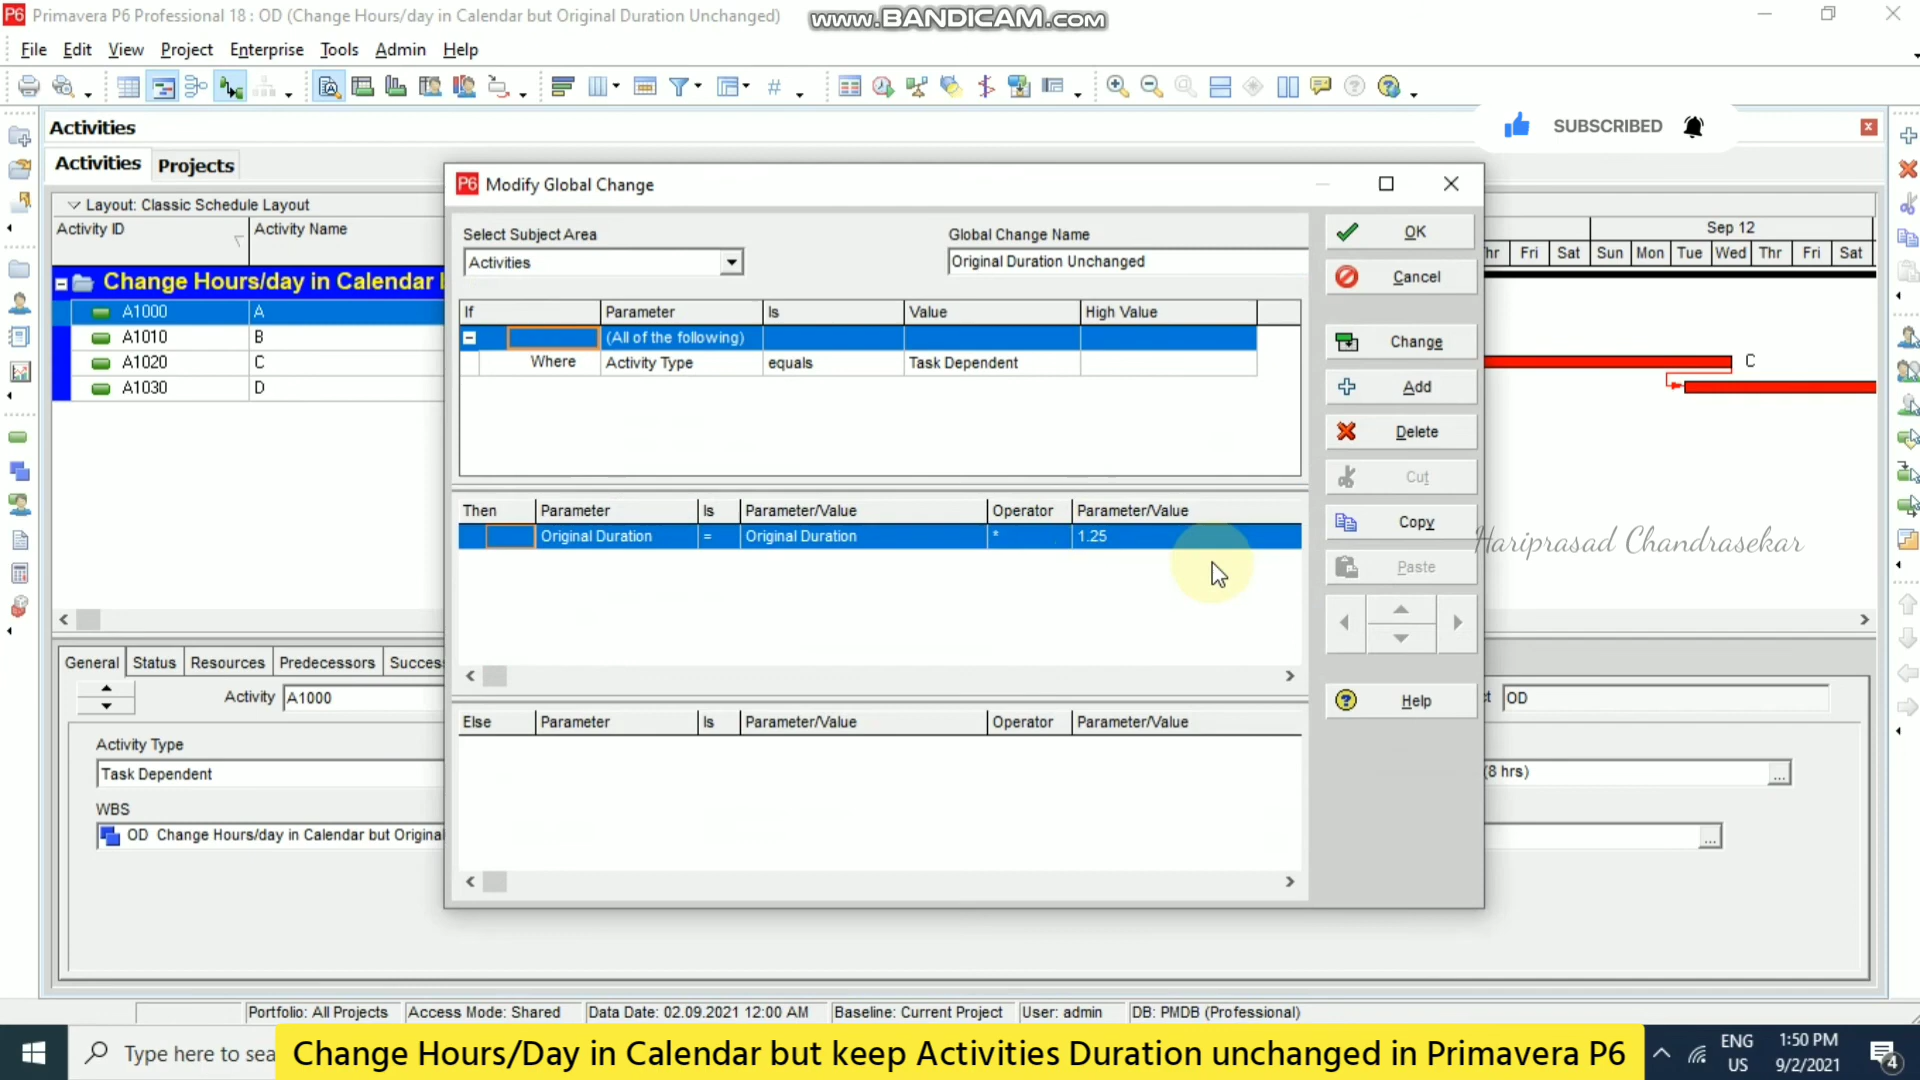 P6 Primavera P6 Professional 18 : OD (Change Hours/day in Calendar but Original Duration Unchanged)
www.BANDICAM.com
File Edit View Project Enterprise Tools Admin Help
Activities
SUBSCRIBED
Activities Projects
Layout: Classic Schedule Layout
Activity ID Activity Name
Change Hours/day in Calendar
A1000 A
A1010 B
A1020 C
A1030 D
Sep 12
Fri Sat Sun Mon Tue Wed Thr Fri Sat
C
P6 Modify Global Change
Select Subject Area Global Change Name
Activities Original Duration Unchanged
If Parameter Is Value High Value
(All of the following)
Where Activity Type equals Task Dependent
Then Parameter Is Parameter/Value Operator Parameter/Value
Original Duration = Original Duration * 1.25
Else Parameter Is Parameter/Value Operator Parameter/Value
OK
Cancel
Change
Add
Delete
Cut
Copy
Paste
Help
Hariprasad Chandrasekar
General Status Resources Predecessors Succes
Activity A1000 OD
Activity Type
Task Dependent (8 hrs)
WBS
OD Change Hours/day in Calendar but Original
Portfolio: All Projects Access Mode: Shared Data Date: 02.09.2021 12:00 AM Baseline: Current Project User: admin DB: PMDB (Professional)
Type here to sea
Change Hours/Day in Calendar but keep Activities Duration unchanged in Primavera P6
ENG
US
1:50 PM
9/2/2021
4